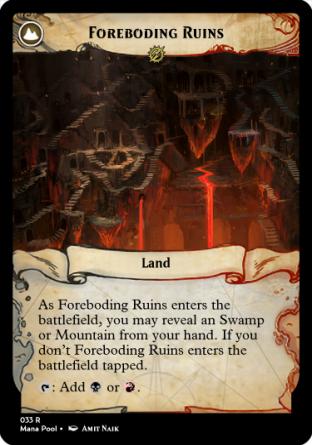 Foreboding Ruins
Land
As Foreboding Ruins enters the
battlefield, you may reveal an Swamp
or Mountain from your hand. If you
don't Foreboding Ruins enters the
battlefield tapped.
: Add or .
033 R
Mana Pool • Amit Naik